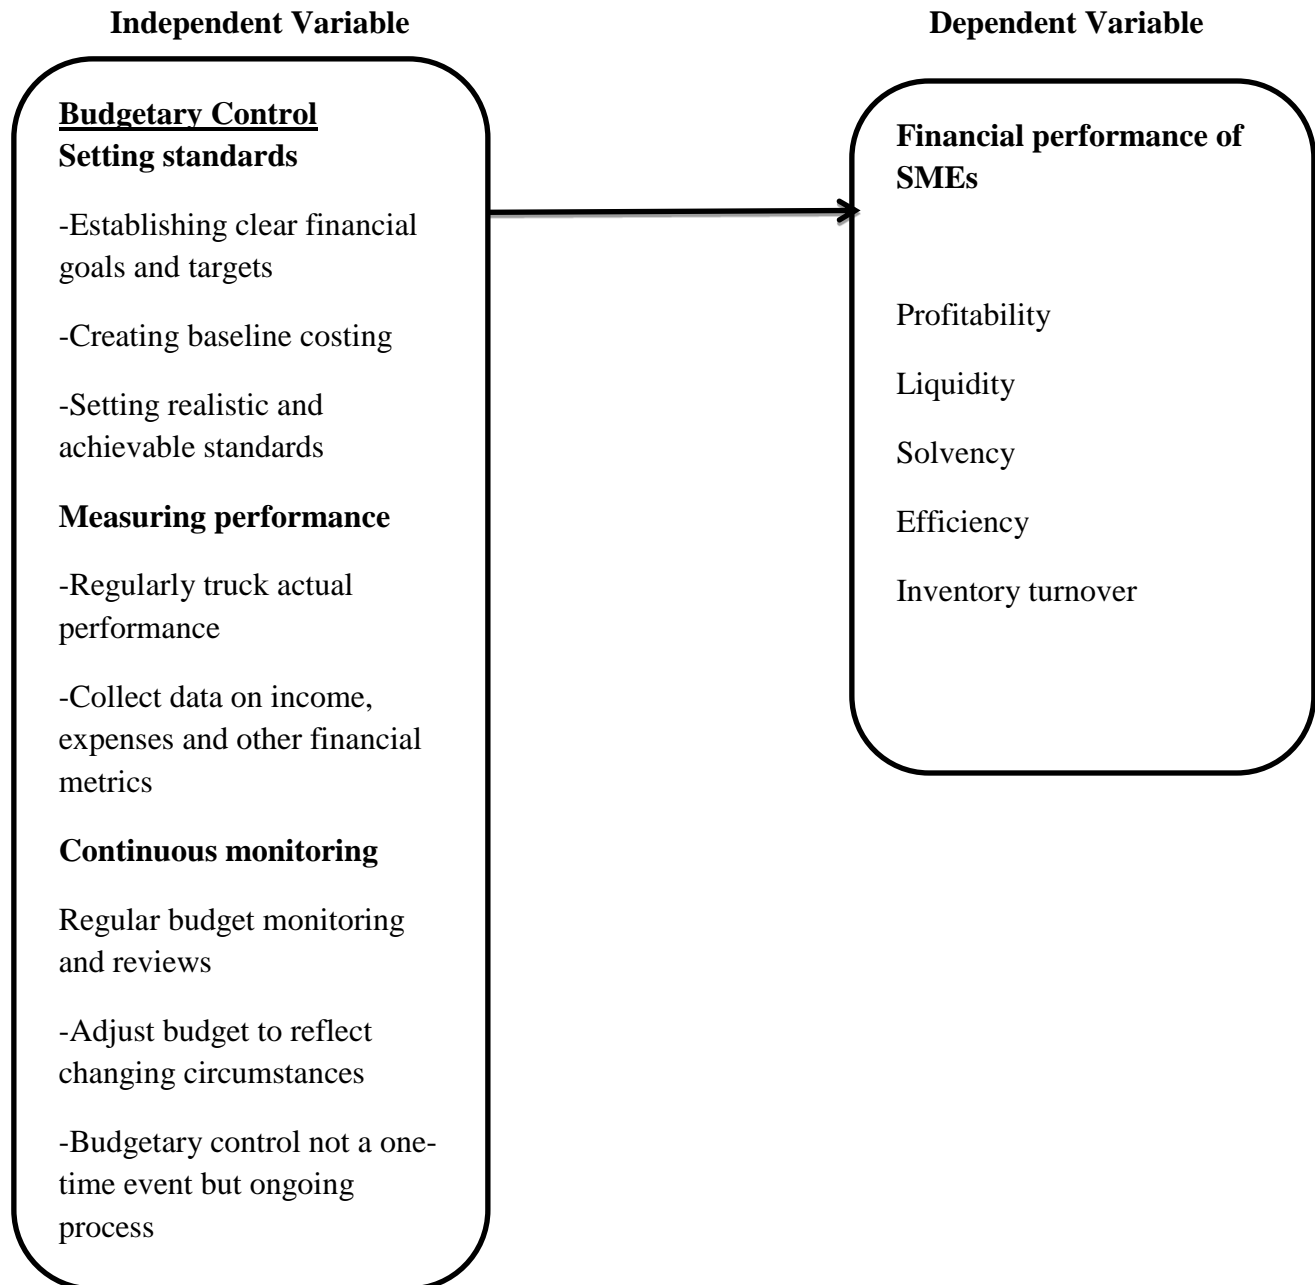 Independent Variable
Dependent Variable
Budgetary Control
Setting standards
-Establishing clear financial
goals and targets
-Creating baseline costing
-Setting realistic and
achievable standards
Measuring performance
-Regularly truck actual
performance
-Collect data on income,
expenses and other financial
metrics
Continuous monitoring
Regular budget monitoring
and reviews
-Adjust budget to reflect
changing circumstances
-Budgetary control not a one-
time event but ongoing
process
Financial performance of
SMEs
Profitability
Liquidity
Solvency
Efficiency
Inventory turnover